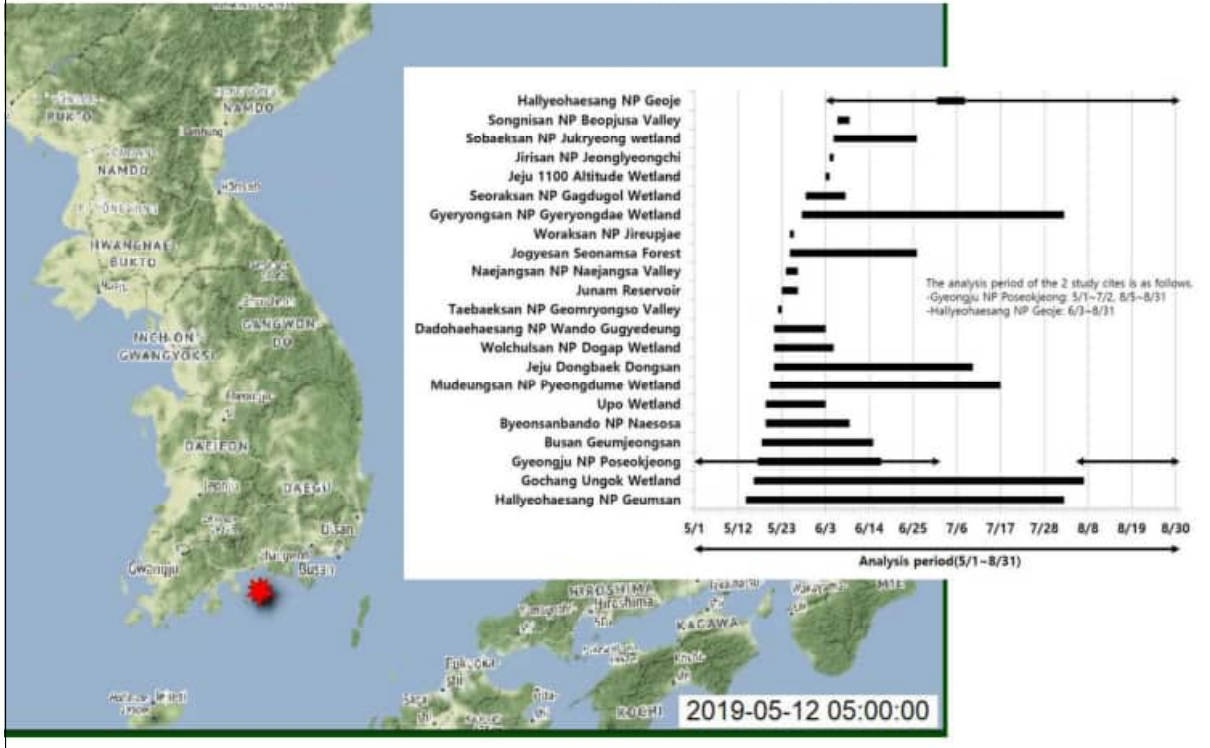 NAMDO
NAMDO
HWANGHAE
BUKTO
GANGWON
GWANGYOKSI
DAEJEON
DAEGU
Gwangju
Busan
HIROSHIMA
Hiroshima
KAGAWA
MIE
KOCHI
Hallyeohaesang NP Geoje
Songnisan NP Beopjusa Valley
Sobaeksan NP Jukryeong wetland
Jirisan NP Jeonglyeongchi
Jeju 1100 Altitude Wetland
Seoraksan NP Gagdugol Wetland
Gyeryongsan NP Gyeryongdae Wetland
Woraksan NP Jireupjae
Jogyesan Seonamsa Forest
Naejangsan NP Naejangsa Valley
Junam Reservoir
Taebaeksan NP Geomryongso Valley
Dadohaehaesang NP Wando Gugyedeung
Wolchulsan NP Dogap Wetland
Jeju Dongbaek Dongsan
Mudeungsan NP Pyeongdume Wetland
Upo Wetland
Byeonsanbando NP Naesosa
Busan Geumjeongsan
Gyeongju NP Poseokjeong
Gochang Ungok Wetland
Hallyeohaesang NP Geumsan
The analysis period of the 2 study cites is as follows.
-Gyeongju NP Poseokjeong: 5/1~7/2, 8/5~8/31
-Hallyeohaesang NP Geoje: 6/3~8/31
5/1 5/12 5/23 6/3 6/14 6/25 7/6 7/17 7/28 8/8 8/19 8/30
Analysis period(5/1~8/31)
2019-05-12 05:00:00